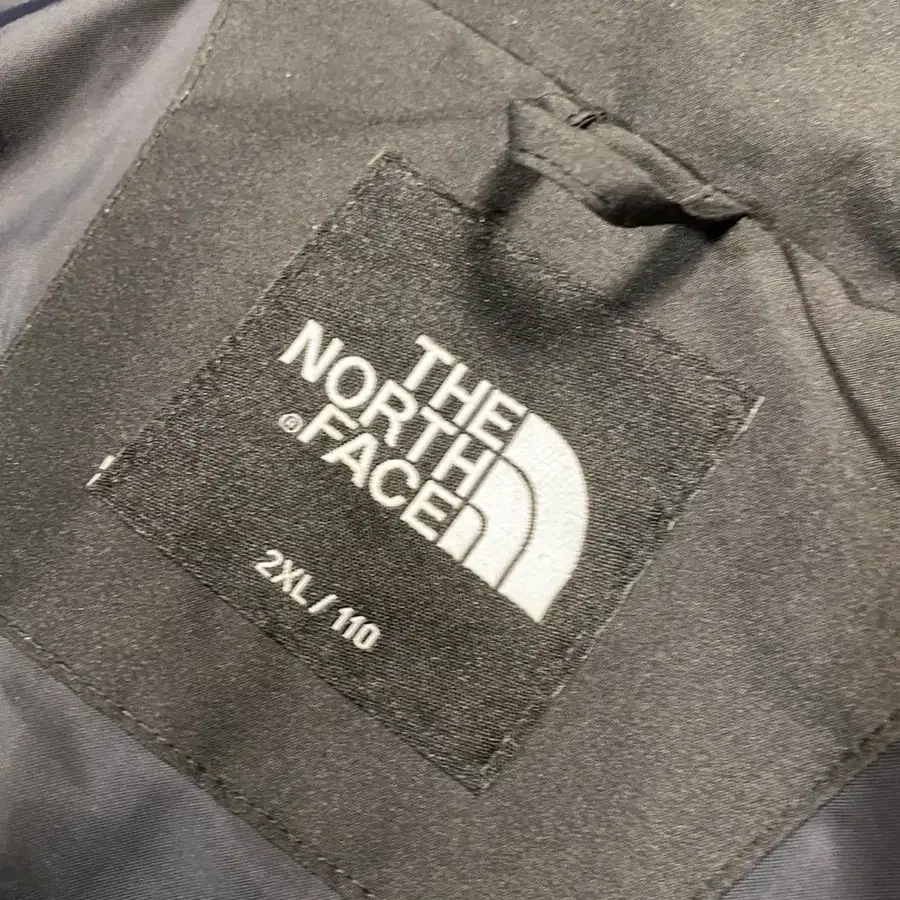 THE
NORTH
®FACE
2XL / 110